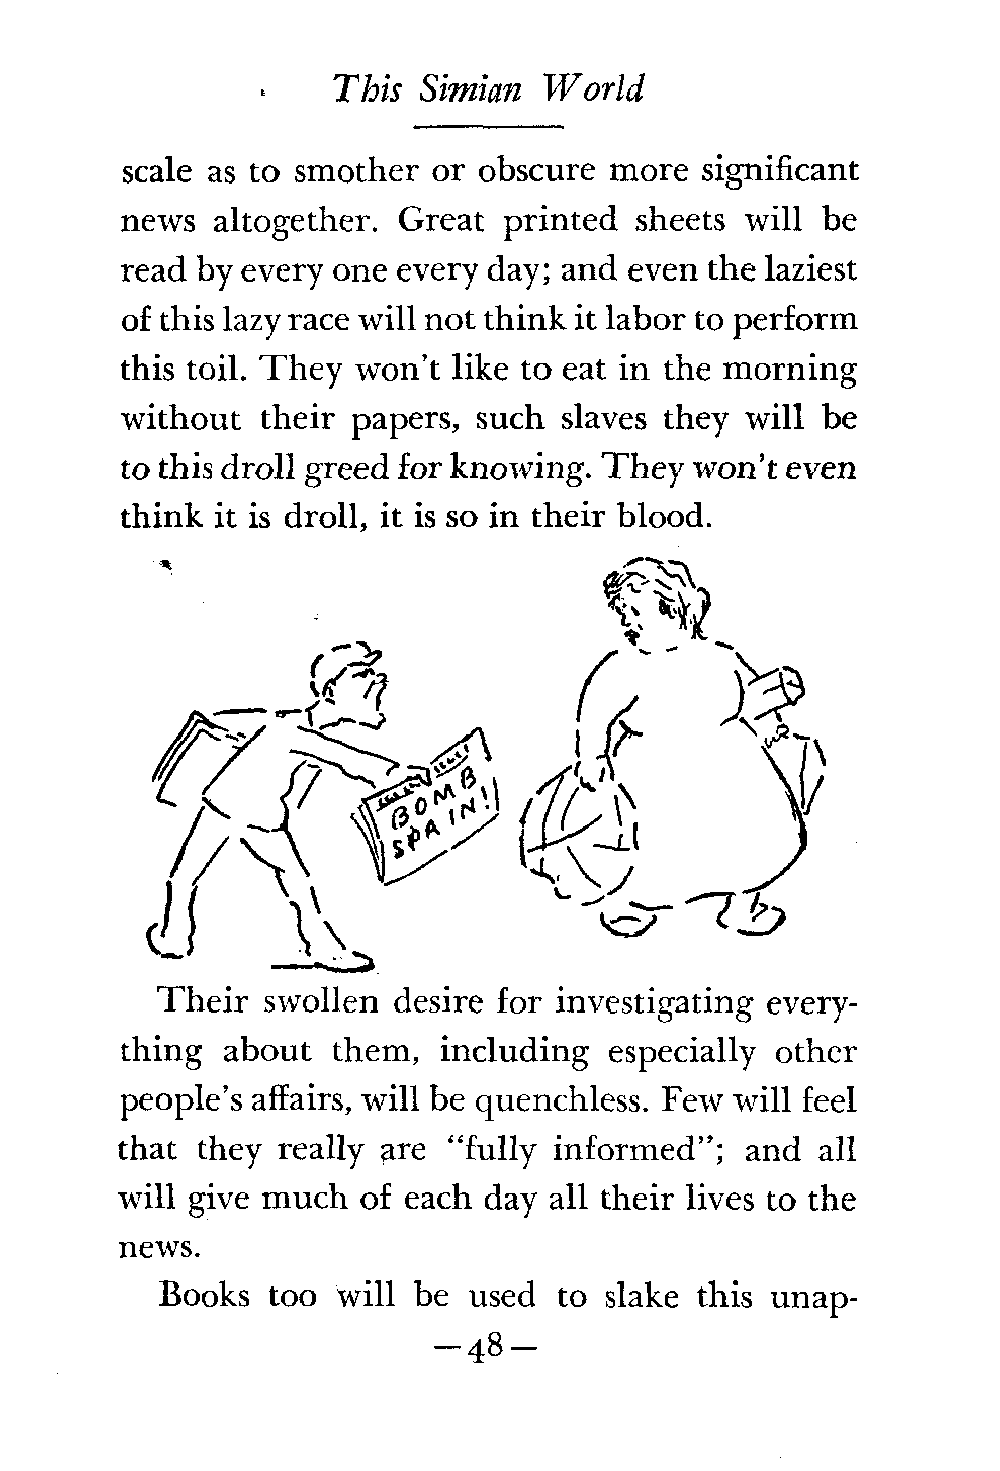 This Simian World
scale as to smother or obscure more significant
news altogether. Great printed sheets will be
read by every one every day; and even the laziest
of this lazy race will not think it labor to perform
this toil. They won't like to eat in the morning
without their papers, such slaves they will be
to this droll greed for knowing. They won't even
think it is droll, it is so in their blood.
BOMB
SPAIN!
Their swollen desire for investigating every-
thing about them, including especially other
people's affairs, will be quenchless. Few will feel
that they really are "fully informed"; and all
will give much of each day all their lives to the
news.
Books too will be used to slake this unap-
—48—